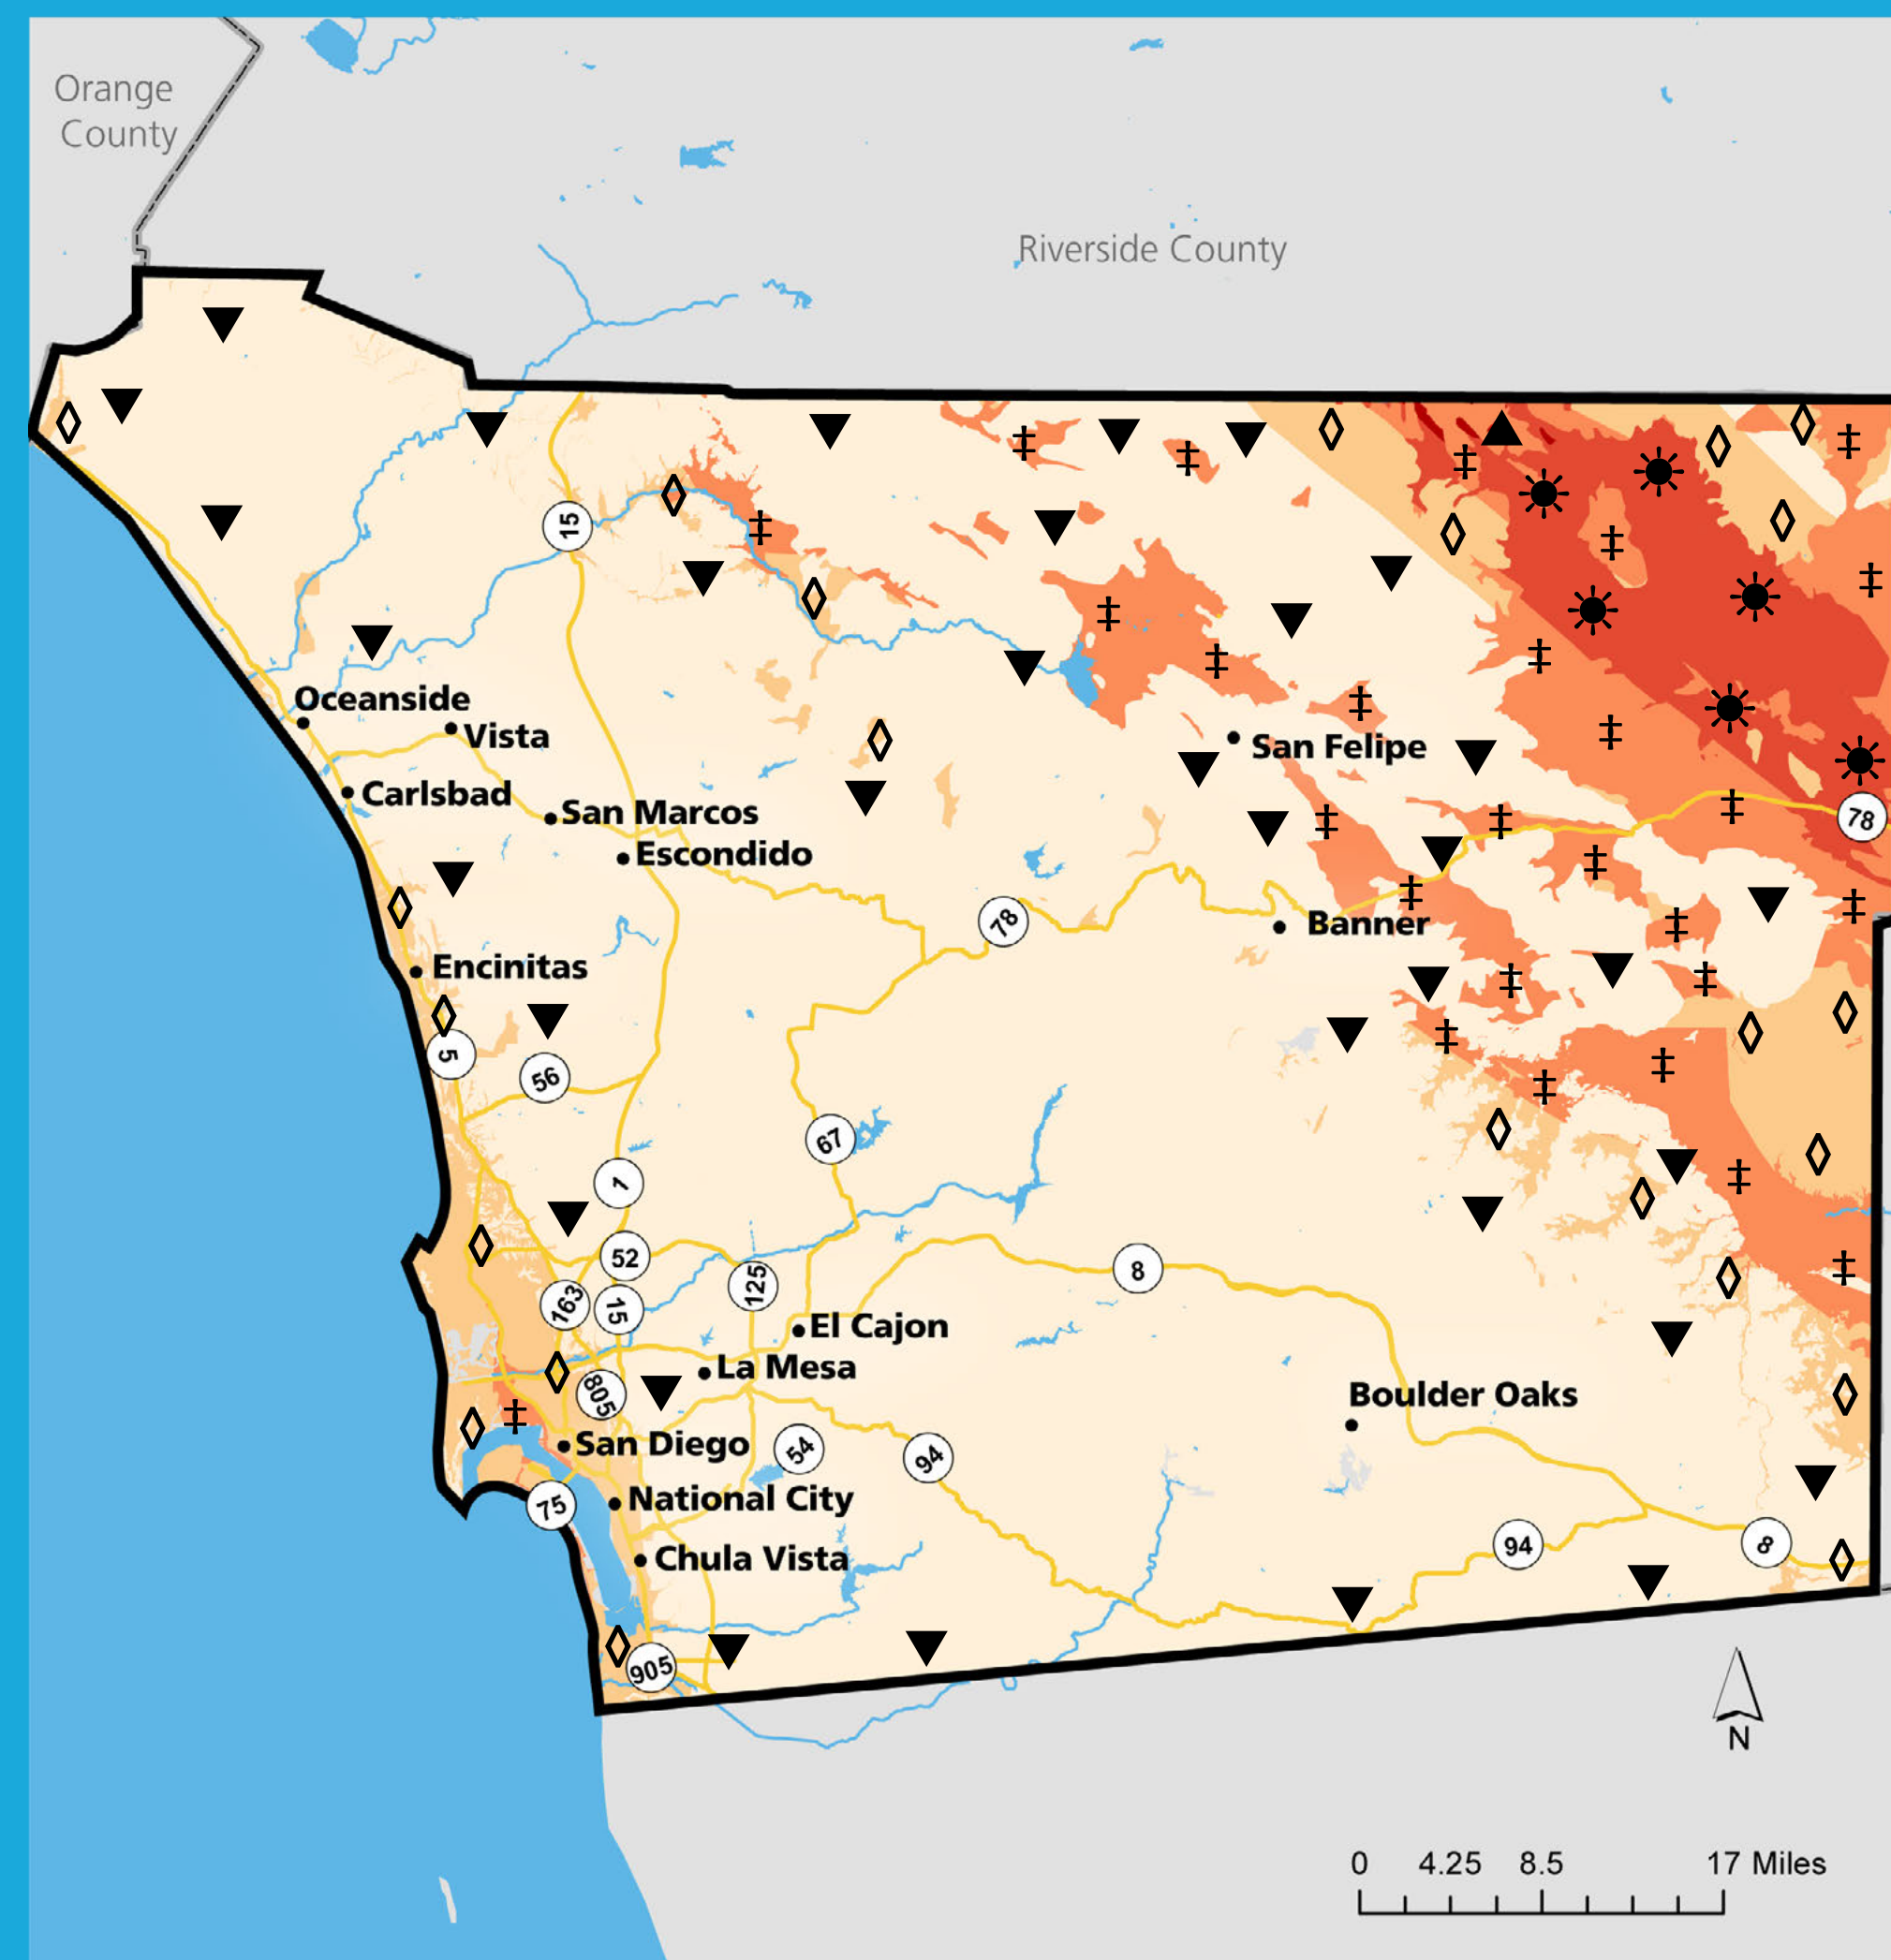 Orange
County
Riverside County
15
Oceanside
Vista
Carlsbad
San Marcos
Escondido
San Felipe
78
78
Banner
Encinitas
5
56
67
1
52
125
8
163
15
El Cajon
La Mesa
805
Boulder Oaks
San Diego
54
94
National City
75
94
8
Chula Vista
905
N
0 4.25 8.5 17 Miles